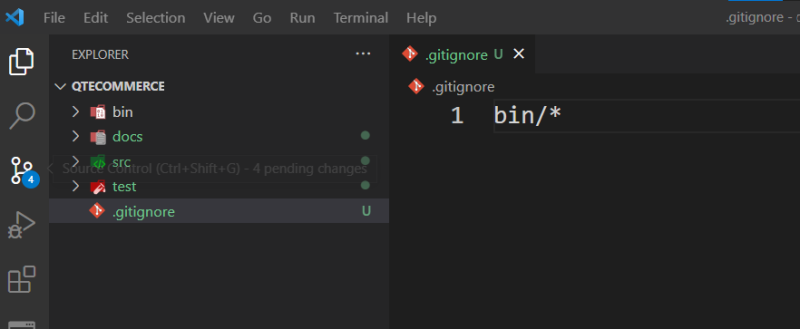 File Edit Selection View Go Run Terminal Help .gitignore -
EXPLORER ...
.gitignore U
QTECOMMERCE
.gitignore
bin
1 bin/*
docs
src
Source Control (Ctrl+Shift+G) - 4 pending changes
4
test
.gitignore U